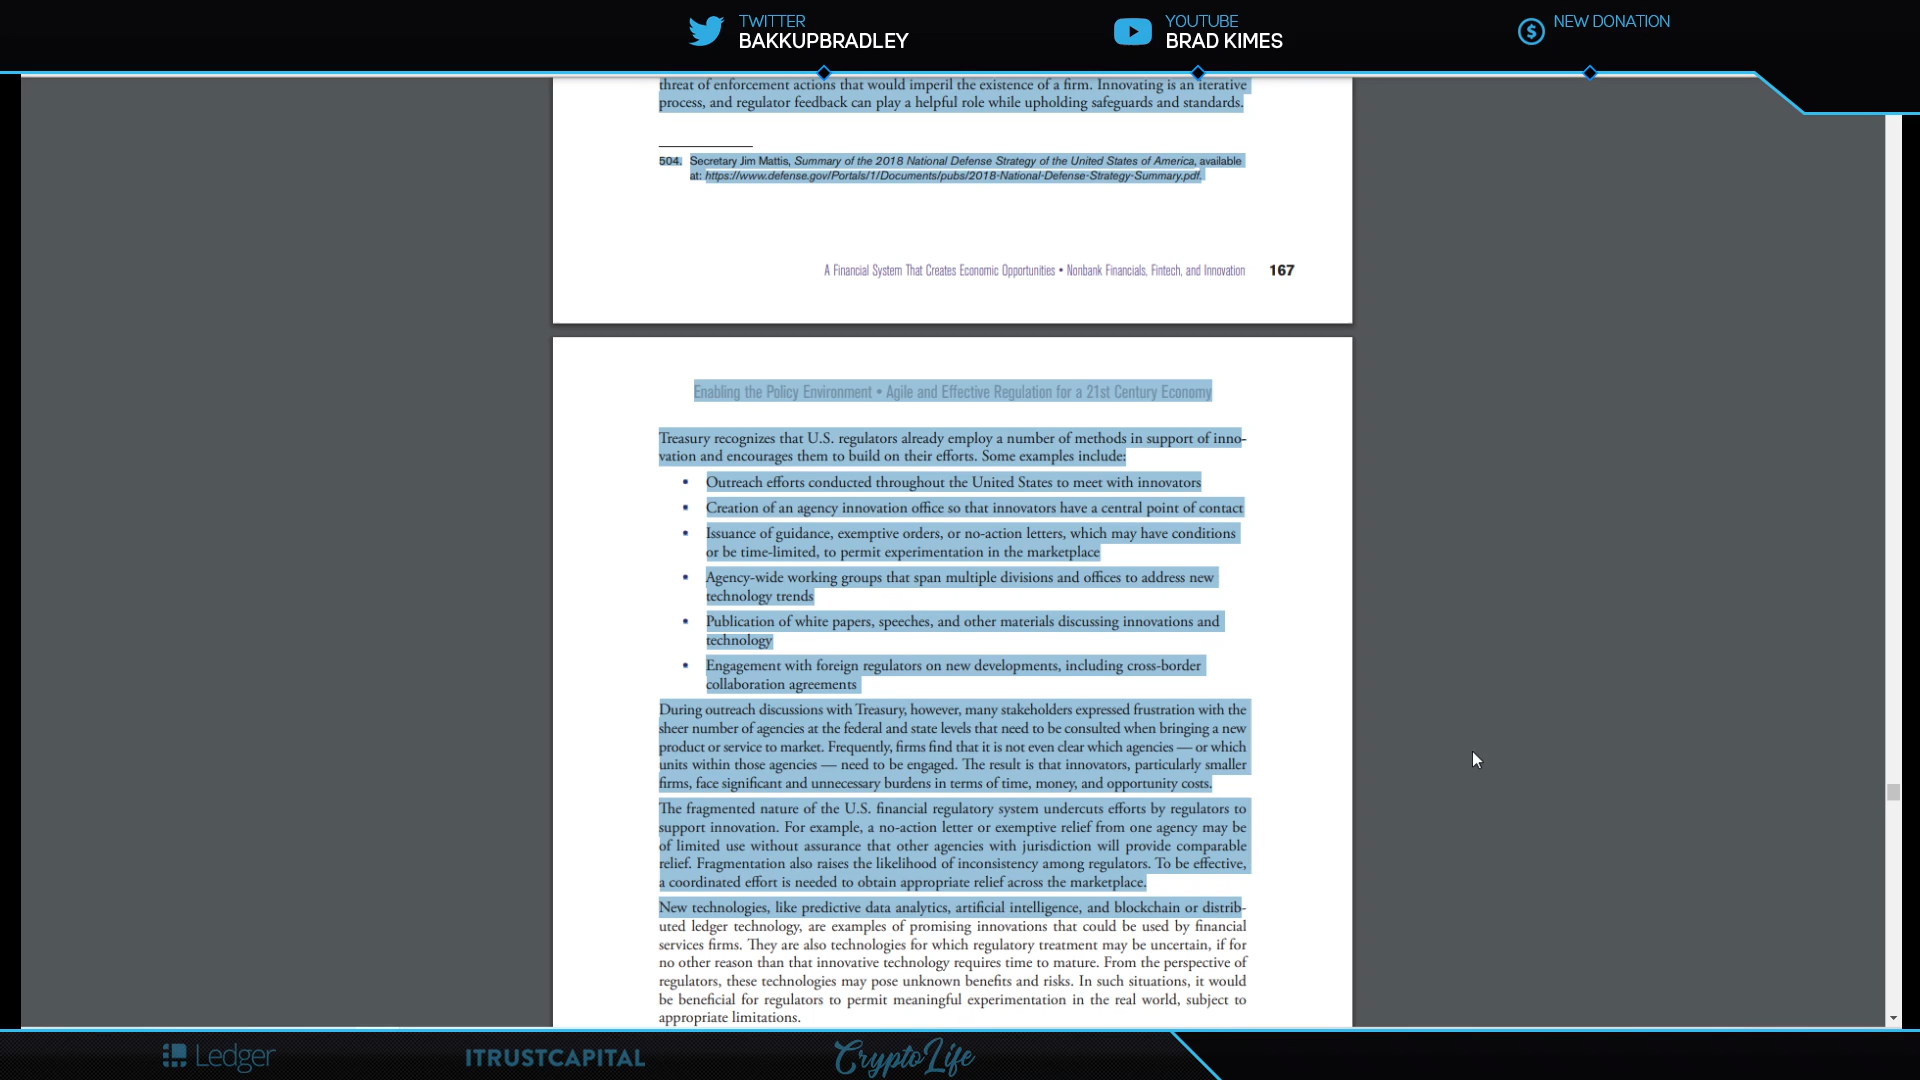 TWITTER
BAKKUPBRADLEY
YOUTUBE
BRAD KIMES
NEW DONATION
threat of enforcement actions that would imperil the existence of a firm. Innovating is an iterative
process, and regulator feedback can play a helpful role while upholding safeguards and standards.
504. Secretary Jim Mattis, Summary of the 2018 National Defense Strategy of the United States of America, available
at: https://www.defense.gov/Portals/1/Documents/pubs/2018-National-Defense-Strategy-Summary.pdf.
A Financial System That Creates Economic Opportunities • Nonbank Financials, Fintech, and Innovation 167
Enabling the Policy Environment • Agile and Effective Regulation for a 21st Century Economy
Treasury recognizes that U.S. regulators already employ a number of methods in support of inno-
vation and encourages them to build on their efforts. Some examples include:
• Outreach efforts conducted throughout the United States to meet with innovators
• Creation of an agency innovation office so that innovators have a central point of contact
• Issuance of guidance, exemptive orders, or no-action letters, which may have conditions
or be time-limited, to permit experimentation in the marketplace
• Agency-wide working groups that span multiple divisions and offices to address new
technology trends
• Publication of white papers, speeches, and other materials discussing innovations and
technology
• Engagement with foreign regulators on new developments, including cross-border
collaboration agreements
During outreach discussions with Treasury, however, many stakeholders expressed frustration with the
sheer number of agencies at the federal and state levels that need to be consulted when bringing a new
product or service to market. Frequently, firms find that it is not even clear which agencies — or which
units within those agencies — need to be engaged. The result is that innovators, particularly smaller
firms, face significant and unnecessary burdens in terms of time, money, and opportunity costs.
The fragmented nature of the U.S. financial regulatory system undercuts efforts by regulators to
support innovation. For example, a no-action letter or exemptive relief from one agency may be
of limited use without assurance that other agencies with jurisdiction will provide comparable
relief. Fragmentation also raises the likelihood of inconsistency among regulators. To be effective,
a coordinated effort is needed to obtain appropriate relief across the marketplace.
New technologies, like predictive data analytics, artificial intelligence, and blockchain or distrib-
uted ledger technology, are examples of promising innovations that could be used by financial
services firms. They are also technologies for which regulatory treatment may be uncertain, if for
no other reason than that innovative technology requires time to mature. From the perspective of
regulators, these technologies may pose unknown benefits and risks. In such situations, it would
be beneficial for regulators to permit meaningful experimentation in the real world, subject to
appropriate limitations.
Ledger
ITRUSTCAPITAL
CryptoLife